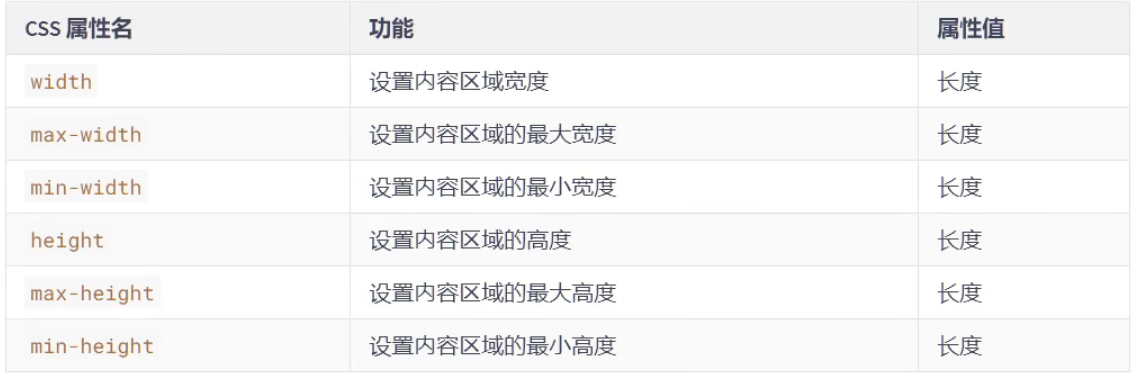 CSS 属性名 功能 属性值
width 设置内容区域宽度 长度
max-width 设置内容区域的最大宽度 长度
min-width 设置内容区域的最小宽度 长度
height 设置内容区域的高度 长度
max-height 设置内容区域的最大高度 长度
min-height 设置内容区域的最小高度 长度